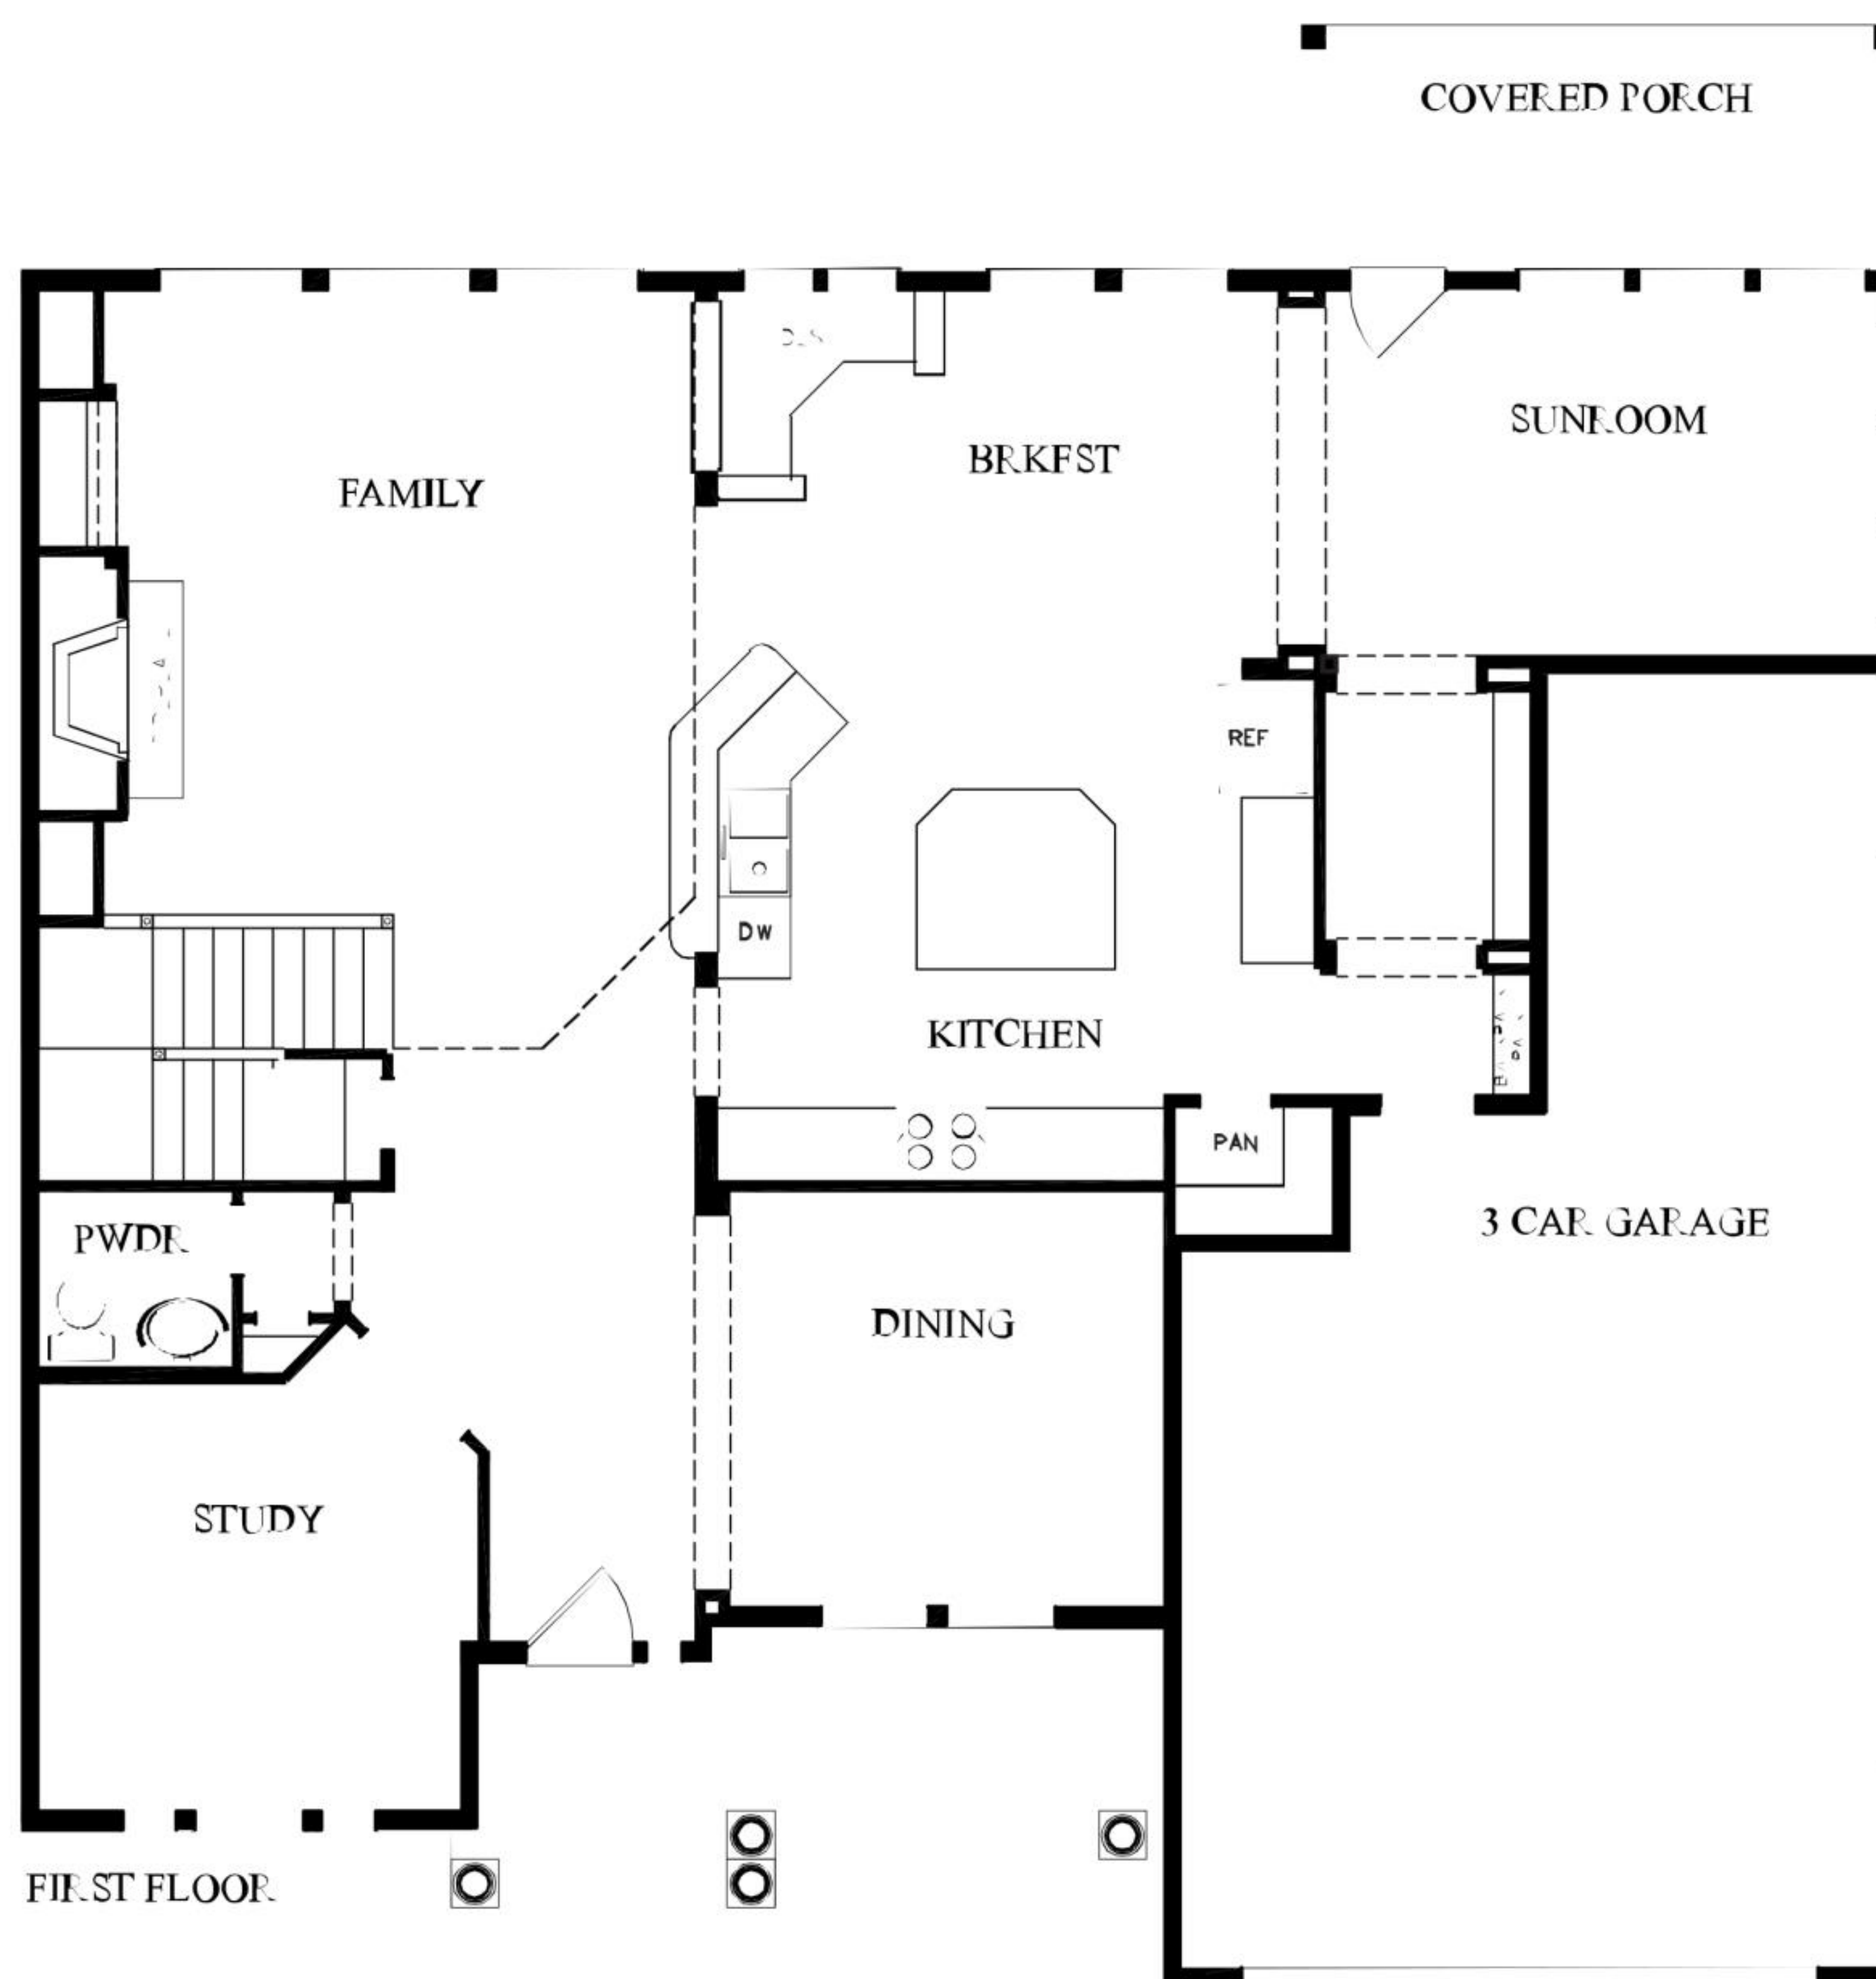 COVERED PORCH
SUNROOM
BRKFST
FAMILY
REF
DW
KITCHEN
PAN
3 CAR GARAGE
PWDR
DINING
STUDY
FIRST FLOOR